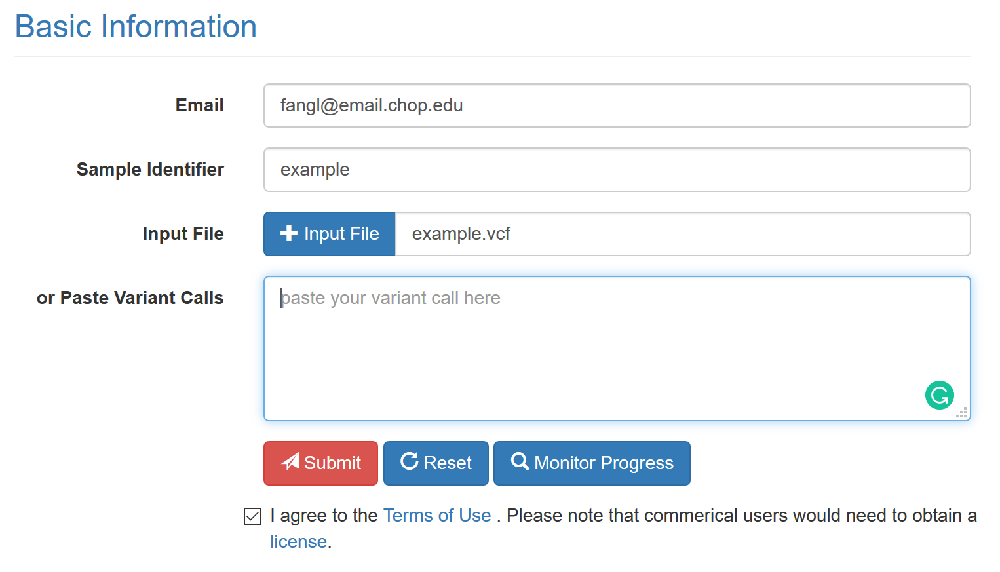 Basic Information
Email
fangl@email.chop.edu
Sample Identifier
example
Input File
Input File
example.vcf
or Paste Variant Calls
paste your variant call here
Submit
Reset
Monitor Progress
I agree to the Terms of Use . Please note that commerical users would need to obtain a
license.